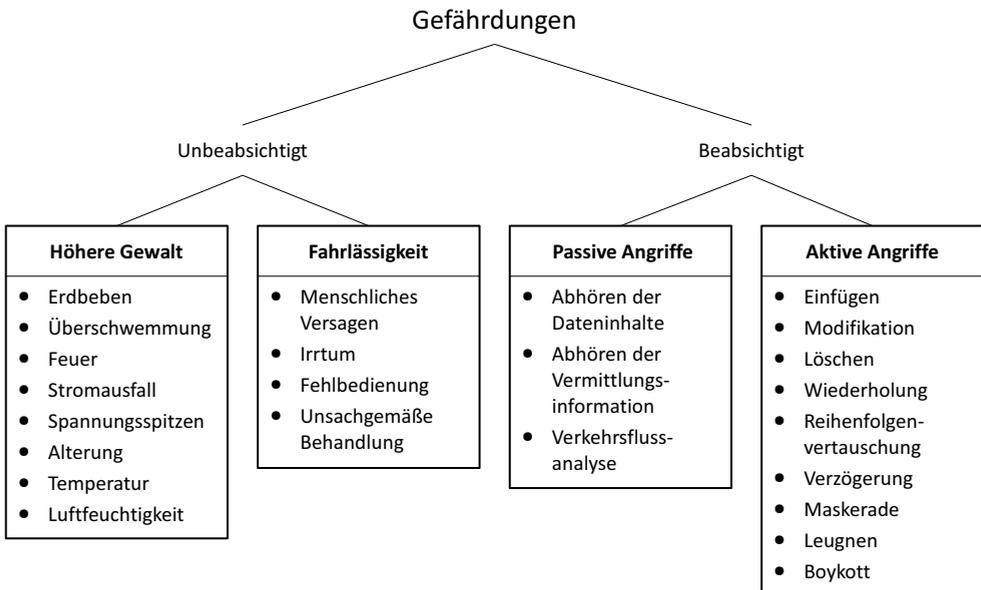 Gefährdungen
Unbeabsichtigt
Beabsichtigt
Höhere Gewalt
• Erdbeben
• Überschwemmung
• Feuer
• Stromausfall
• Spannungsspitzen
• Alterung
• Temperatur
• Luftfeuchtigkeit
Fahrlässigkeit
• Menschliches
Versagen
• Irrtum
• Fehlbedienung
• Unsachgemäße
Behandlung
Passive Angriffe
• Abhören der
Dateninhalte
• Abhören der
Vermittlungs-
information
• Verkehrsfluss-
analyse
Aktive Angriffe
• Einfügen
• Modifikation
• Löschen
• Wiederholung
• Reihenfolgen-
vertauschung
• Verzögerung
• Maskerade
• Leugnen
• Boykott